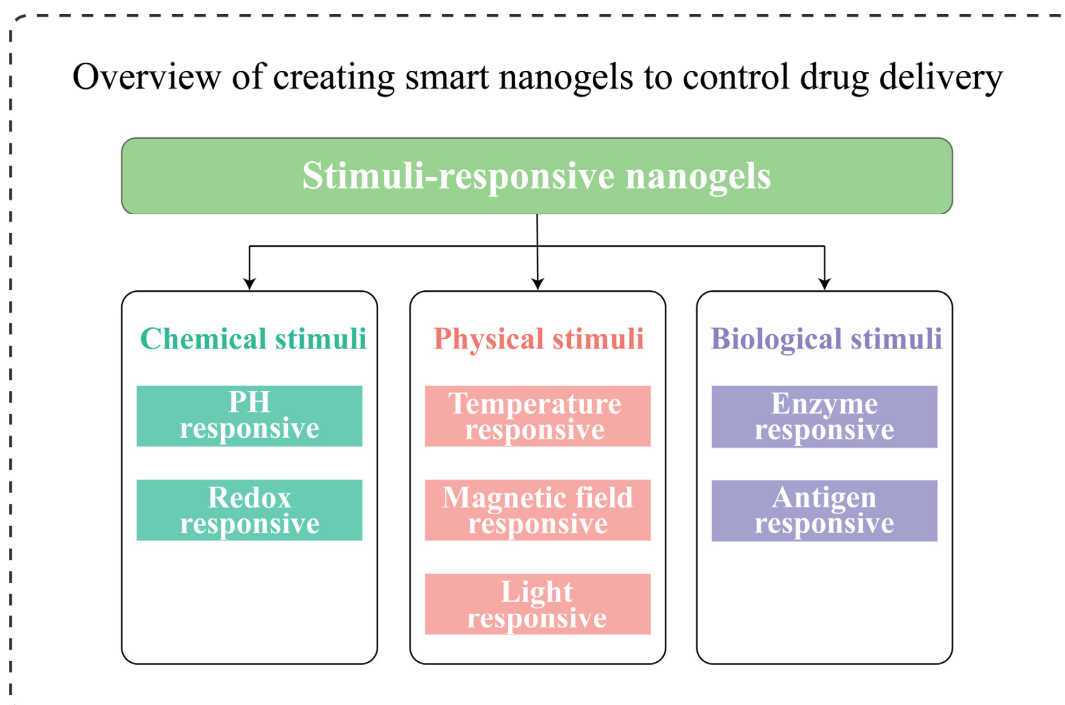 Overview of creating smart nanogels to control drug delivery
Stimuli-responsive nanogels
Chemical stimuli
PH
responsive
Redox
responsive
Physical stimuli
Temperature
responsive
Magnetic field
responsive
Light
responsive
Biological stimuli
Enzyme
responsive
Antigen
responsive